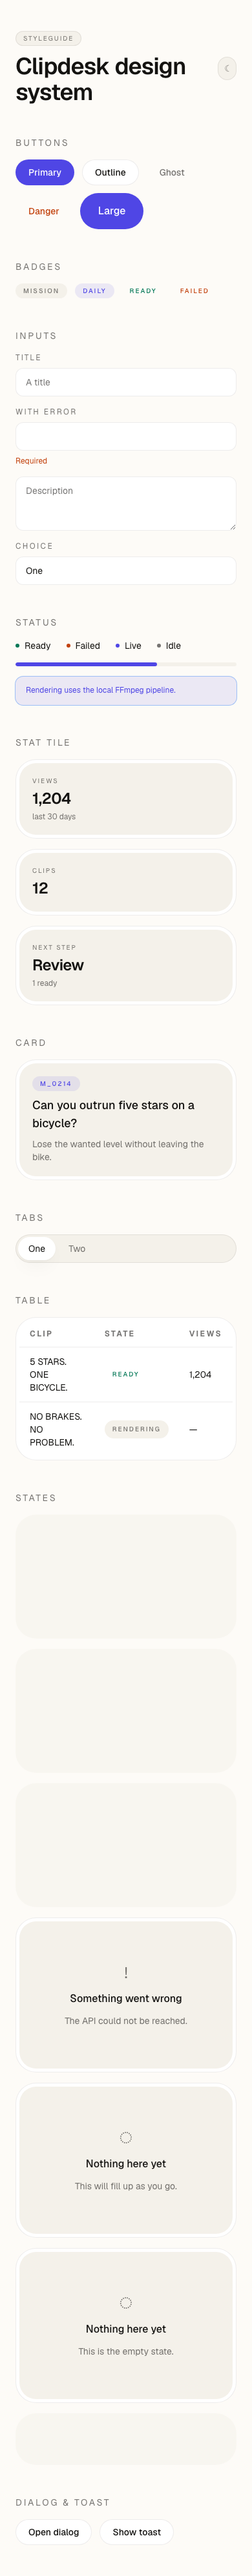 STYLEGUIDE
Clipdesk design
system
BUTTONS
Primary
Outline
Ghost
Danger
Large
BADGES
MISSION
DAILY
READY
FAILED
INPUTS
TITLE
A title
WITH ERROR
Required
Description
CHOICE
One
STATUS
Ready
Failed
Live
Idle
Rendering uses the local FFmpeg pipeline.
STAT TILE
VIEWS
1,204
last 30 days
CLIPS
12
NEXT STEP
Review
1 ready
CARD
M_0214
Can you outrun five stars on a
bicycle?
Lose the wanted level without leaving the
bike.
TABS
One
Two
TABLE
CLIP
STATE
VIEWS
5 STARS.
ONE
BICYCLE.
READY
1,204
NO BRAKES.
NO
PROBLEM.
RENDERING
—
STATES
!
Something went wrong
The API could not be reached.
Nothing here yet
This will fill up as you go.
Nothing here yet
This is the empty state.
DIALOG & TOAST
Open dialog
Show toast